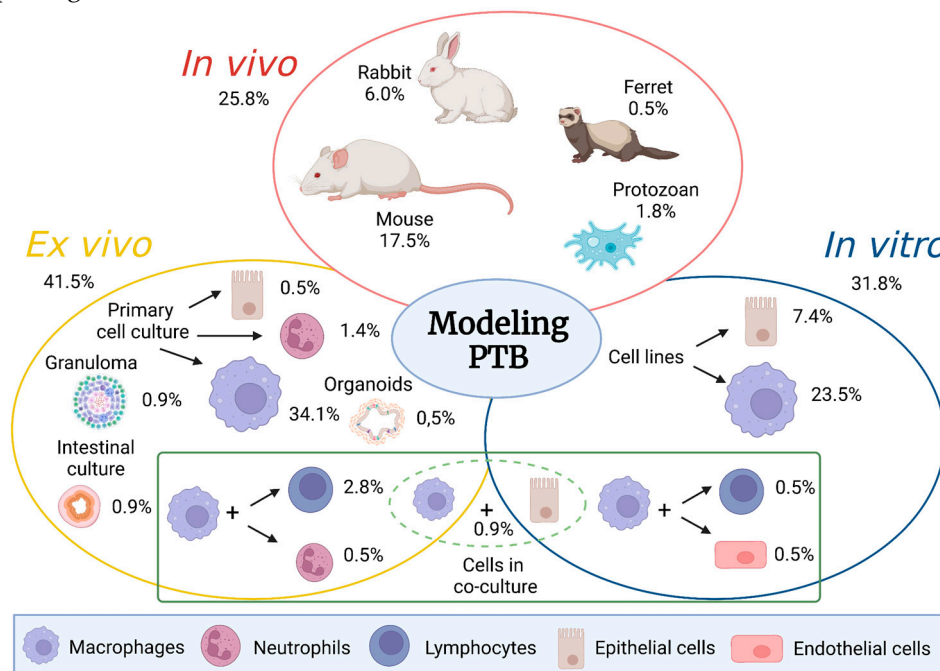 In vivo
25.8%
Rabbit
6.0%
Ferret
0.5%
Mouse
17.5%
Protozoan
1.8%
Ex vivo
41.5%
Primary
cell culture
0.5%
1.4%
34.1%
Granuloma
0.9%
Organoids
0,5%
Intestinal
culture
0.9%
Modeling
PTB
In vitro
31.8%
Cell lines
7.4%
23.5%
+
2.8%
0.5%
+
0.9%
Cells in
co-culture
+
0.5%
0.5%
Macrophages
Neutrophils
Lymphocytes
Epithelial cells
Endothelial cells